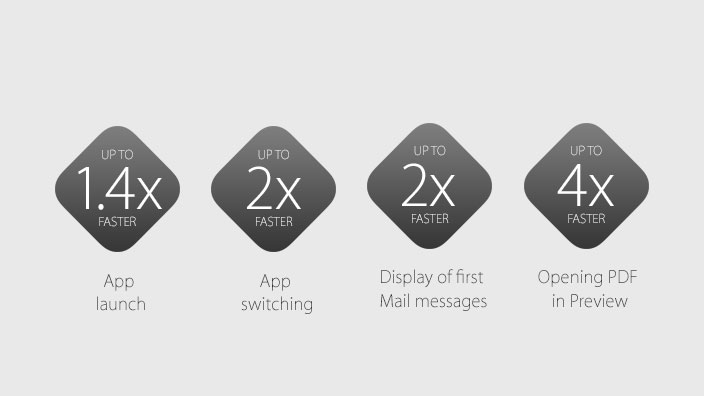 UP TO
1.4x
FASTER
App
launch
UP TO
2x
FASTER
App
switching
UP TO
2x
FASTER
Display of first
Mail messages
UP TO
4x
FASTER
Opening PDF
in Preview